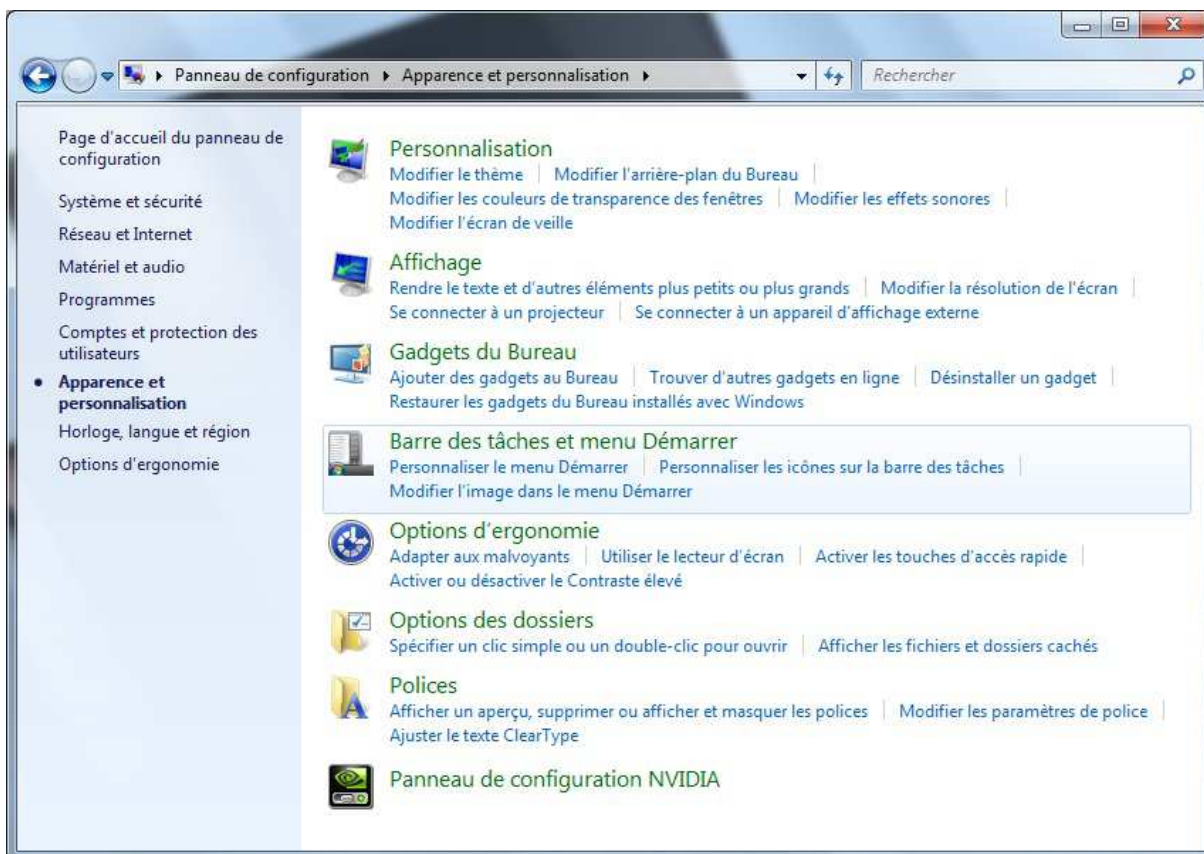 Panneau de configuration Apparence et personnalisation Rechercher
Page d'accueil du panneau de
configuration
Système et sécurité
Réseau et Internet
Matériel et audio
Programmes
Comptes et protection des
utilisateurs
Apparence et
personnalisation
Horloge, langue et région
Options d'ergonomie
Personnalisation
Modifier le thème Modifier l'arrière-plan du Bureau
Modifier les couleurs de transparence des fenêtres Modifier les effets sonores
Modifier l'écran de veille
Affichage
Rendre le texte et d'autres éléments plus petits ou plus grands Modifier la résolution de l'écran
Se connecter à un projecteur Se connecter à un appareil d'affichage externe
Gadgets du Bureau
Ajouter des gadgets au Bureau Trouver d'autres gadgets en ligne Désinstaller un gadget
Restaurer les gadgets du Bureau installés avec Windows
Barre des tâches et menu Démarrer
Personnaliser le menu Démarrer Personnaliser les icônes sur la barre des tâches
Modifier l'image dans le menu Démarrer
Options d'ergonomie
Adapter aux malvoyants Utiliser le lecteur d'écran Activer les touches d'accès rapide
Activer ou désactiver le Contraste élevé
Options des dossiers
Spécifier un clic simple ou un double-clic pour ouvrir Afficher les fichiers et dossiers cachés
Polices
Afficher un aperçu, supprimer ou afficher et masquer les polices Modifier les paramètres de police
Ajuster le texte ClearType
Panneau de configuration NVIDIA